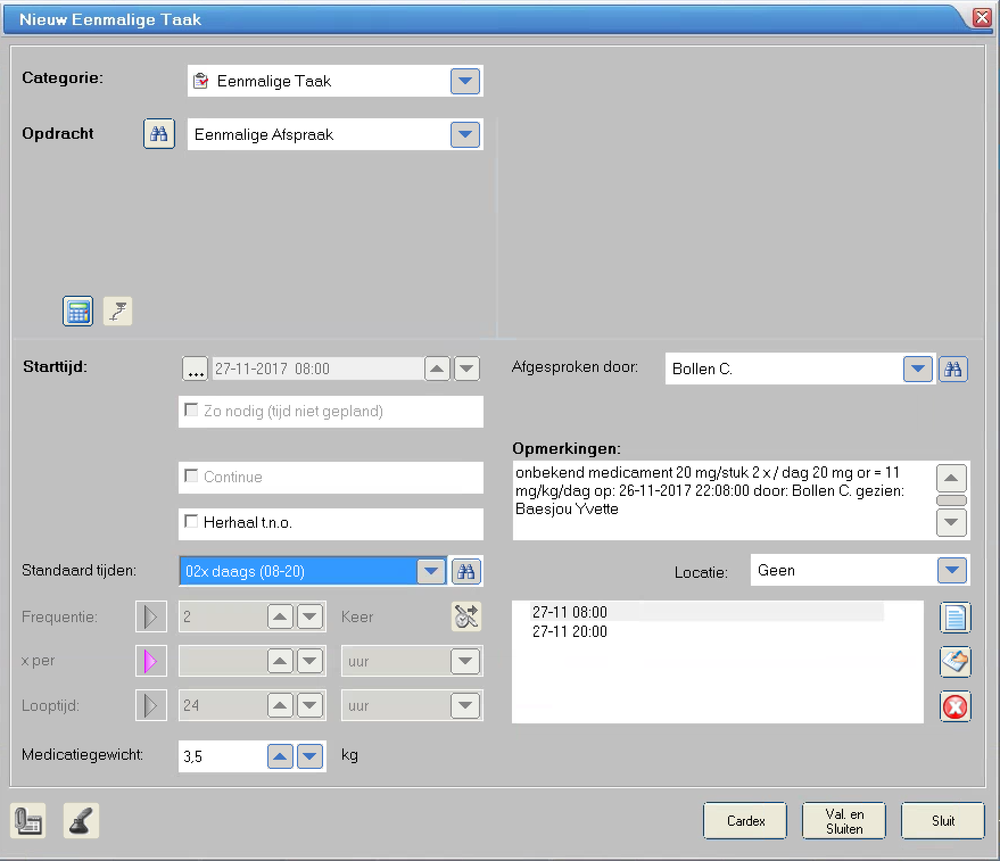 Nieuw Eenmalige Taak
Categorie:
Eenmalige Taak
Opdracht
Eenmalige Afspraak
Starttijd:
...
27-11-2017 08:00
Afgesproken door:
Bollen C.
Zo nodig (tijd niet gepland)
Continue
Herhaal t.n.o.
Opmerkingen:
onbekend medicament 20 mg/stuk 2 x / dag 20 mg or = 11
mg/kg/dag op: 26-11-2017 22:08:00 door: Bollen C. gezien:
Baesjou Yvette
Standaard tijden:
02x daags (08-20)
Locatie:
Geen
Frequentie:
2
Keer
x per
uur
Looptijd:
24
uur
27-11 08:00
27-11 20:00
Medicatiegewicht:
3,5
kg
Cardex
Val. en
Sluiten
Sluit